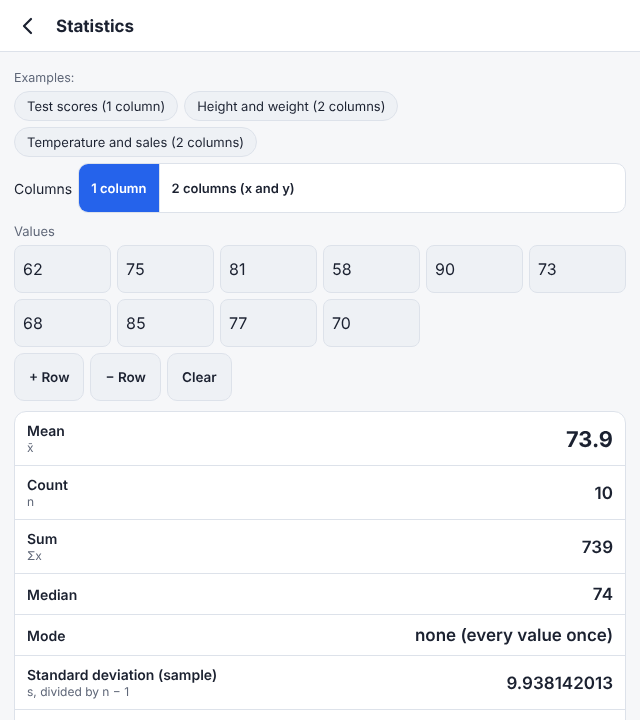 Statistics
Examples:
Test scores (1 column)
Height and weight (2 columns)
Temperature and sales (2 columns)
Columns
1 column
2 columns (x and y)
Values
62 75 81 58 90 73
68 85 77 70
+ Row
− Row
Clear
Mean 73.9
x̄
Count 10
n
Sum 739
Σx
Median 74
Mode none (every value once)
Standard deviation (sample) 9.938142013
s, divided by n − 1